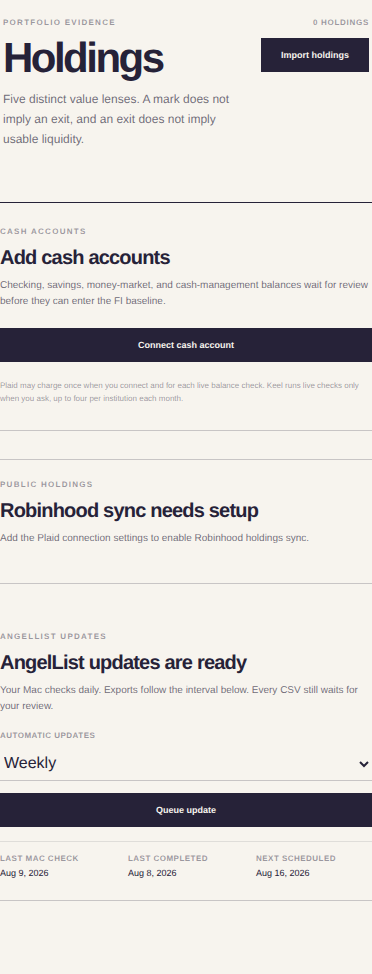 PORTFOLIO EVIDENCE
0 HOLDINGS
Holdings
Import holdings
Five distinct value lenses. A mark does not
imply an exit, and an exit does not imply
usable liquidity.
CASH ACCOUNTS
Add cash accounts
Checking, savings, money-market, and cash-management balances wait for review
before they can enter the FI baseline.
Connect cash account
Plaid may charge once when you connect and for each live balance check. Keel runs live checks only
when you ask, up to four per institution each month.
PUBLIC HOLDINGS
Robinhood sync needs setup
Add the Plaid connection settings to enable Robinhood holdings sync.
ANGELLIST UPDATES
AngelList updates are ready
Your Mac checks daily. Exports follow the interval below. Every CSV still waits for
your review.
AUTOMATIC UPDATES
Weekly
Queue update
LAST MAC CHECK
Aug 9, 2026
LAST COMPLETED
Aug 8, 2026
NEXT SCHEDULED
Aug 16, 2026